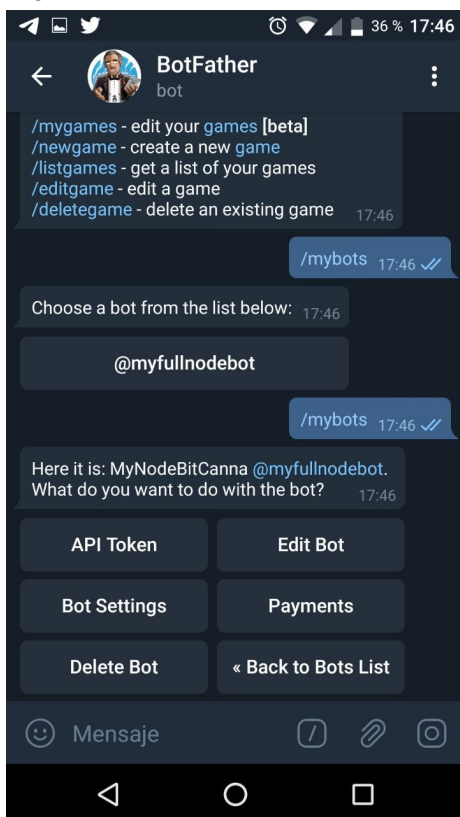 36 % 17:46
BotFather
bot
/mygames - edit your games [beta]
/newgame - create a new game
/listgames - get a list of your games
/editgame - edit a game
/deletegame - delete an existing game 17:46
/mybots 17:46
Choose a bot from the list below: 17:46
@myfullnodebot
/mybots 17:46
Here it is: MyNodeBitCanna @myfullnodebot.
What do you want to do with the bot? 17:46
API Token Edit Bot
Bot Settings Payments
Delete Bot « Back to Bots List
Mensaje